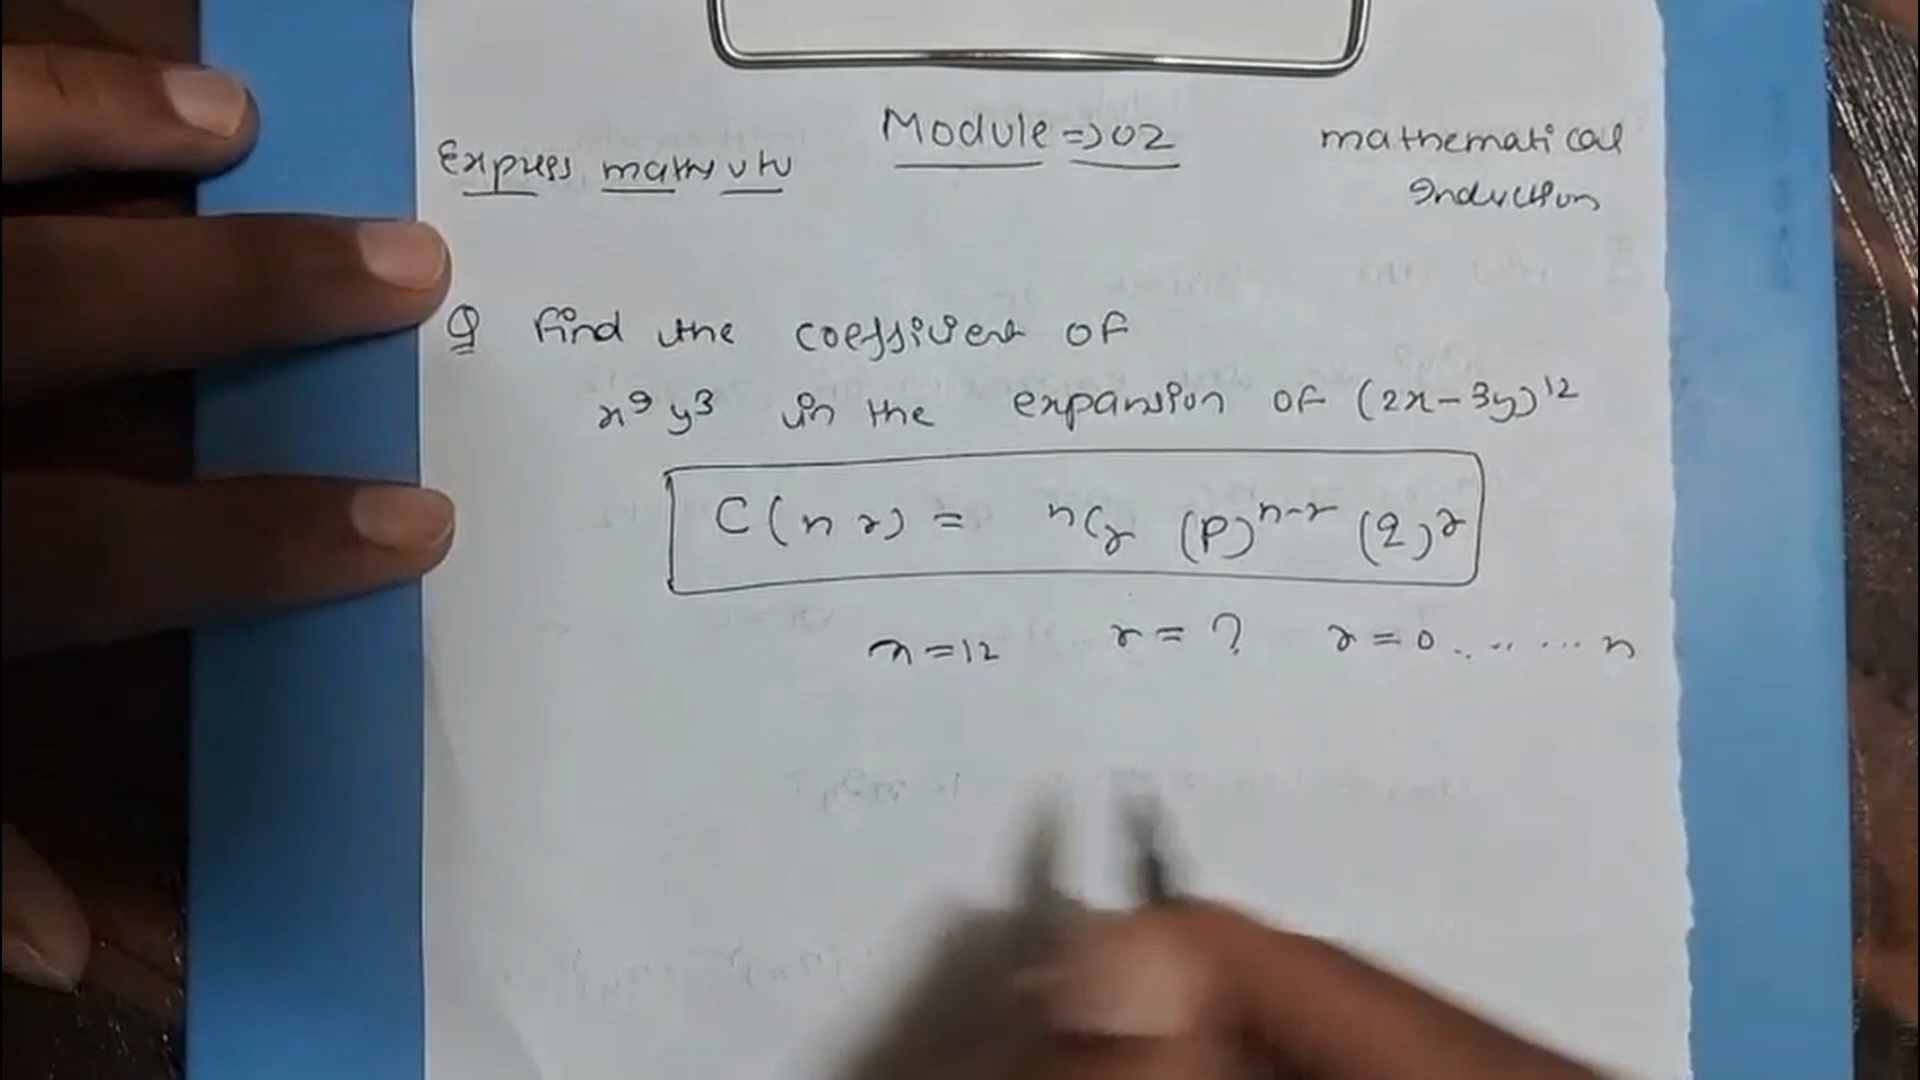 Module => 02
Express maths vtu
mathematical
Induction
Q Find the coefficient of
x⁹ y³ in the expansion of (2x-3y)¹²
C(n r) = ⁿCᵣ (P)ⁿ⁻ʳ (q)ʳ
n=12 r=? r=0........n